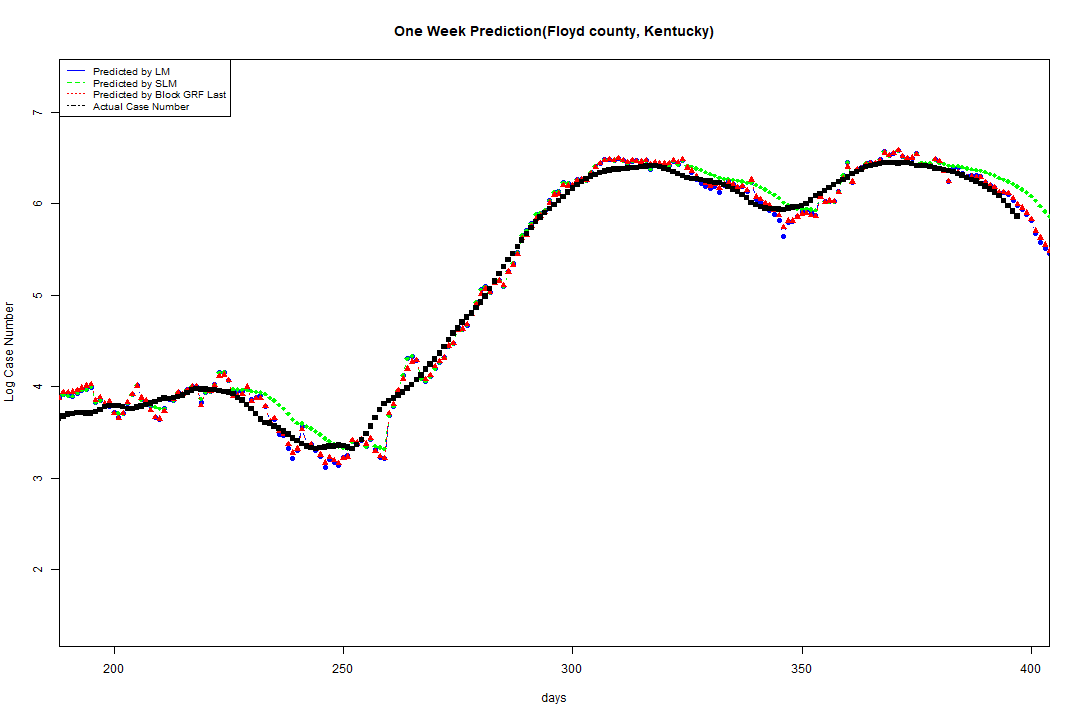 One Week Prediction(Floyd county, Kentucky)
Predicted by LM
Predicted by SLM
Predicted by Block GRF Last
Actual Case Number
7
6
5
4
3
2
Log Case Number
200 250 300 350 400
days